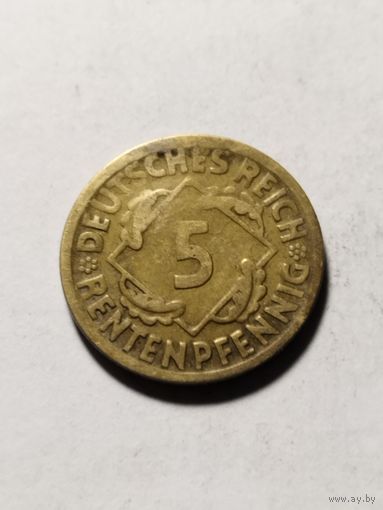 DEUTSCHES REICH
5
RENTENPFENNIG
www.ay.by